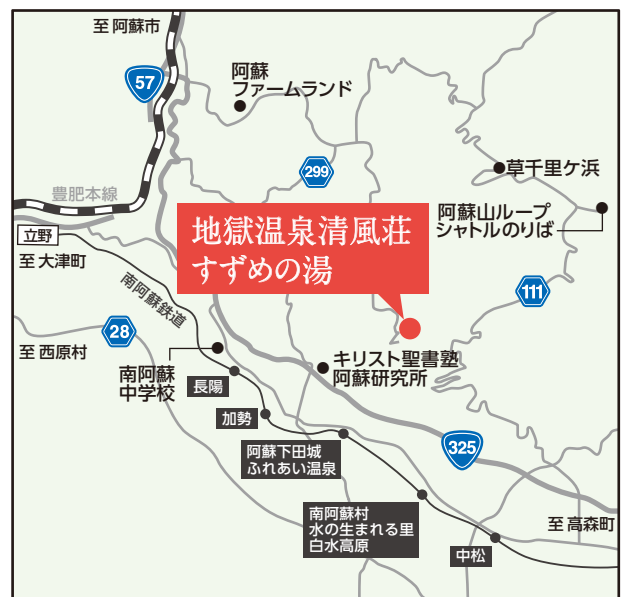 至 阿蘇市
57
阿蘇
ファームランド
299
草千里ケ浜
豊肥本線
阿蘇山ループ
シャトルのりば
地獄温泉清風荘
すずめの湯
立野
至 大津町
南阿蘇鉄道
111
28
至 西原村
南阿蘇
中学校
キリスト聖書塾
阿蘇研究所
長陽
加勢
阿蘇下田城
ふれあい温泉
325
南阿蘇村
水の生まれる里
白水高原
至 高森町
中松